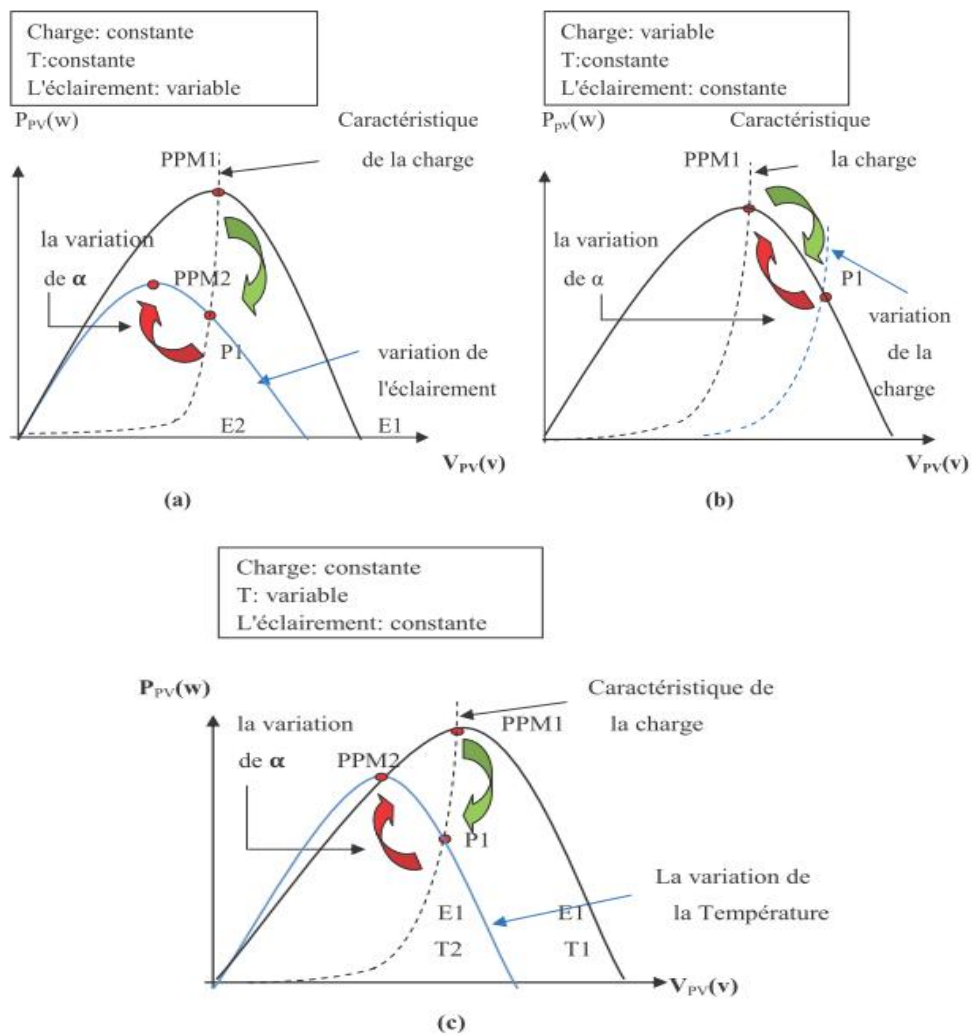 Charge: constante
T:constante
L'éclairement: variable
P_PV(w)
Caractéristique
de la charge
PPM1
la variation
de α
PPM2
P1
variation de
l'éclairement
E2
E1
V_PV(v)
(a)
Charge: variable
T:constante
L'éclairement: constante
P_pv(w)
Caractéristique
PPM1
la charge
la variation
de α
P1
variation
de la
charge
V_PV(v)
(b)
Charge: constante
T: variable
L'éclairement: constante
P_PV(w)
Caractéristique de
la charge
la variation
de α
PPM1
PPM2
P1
La variation de
la Température
E1
T2
E1
T1
V_PV(v)
(c)